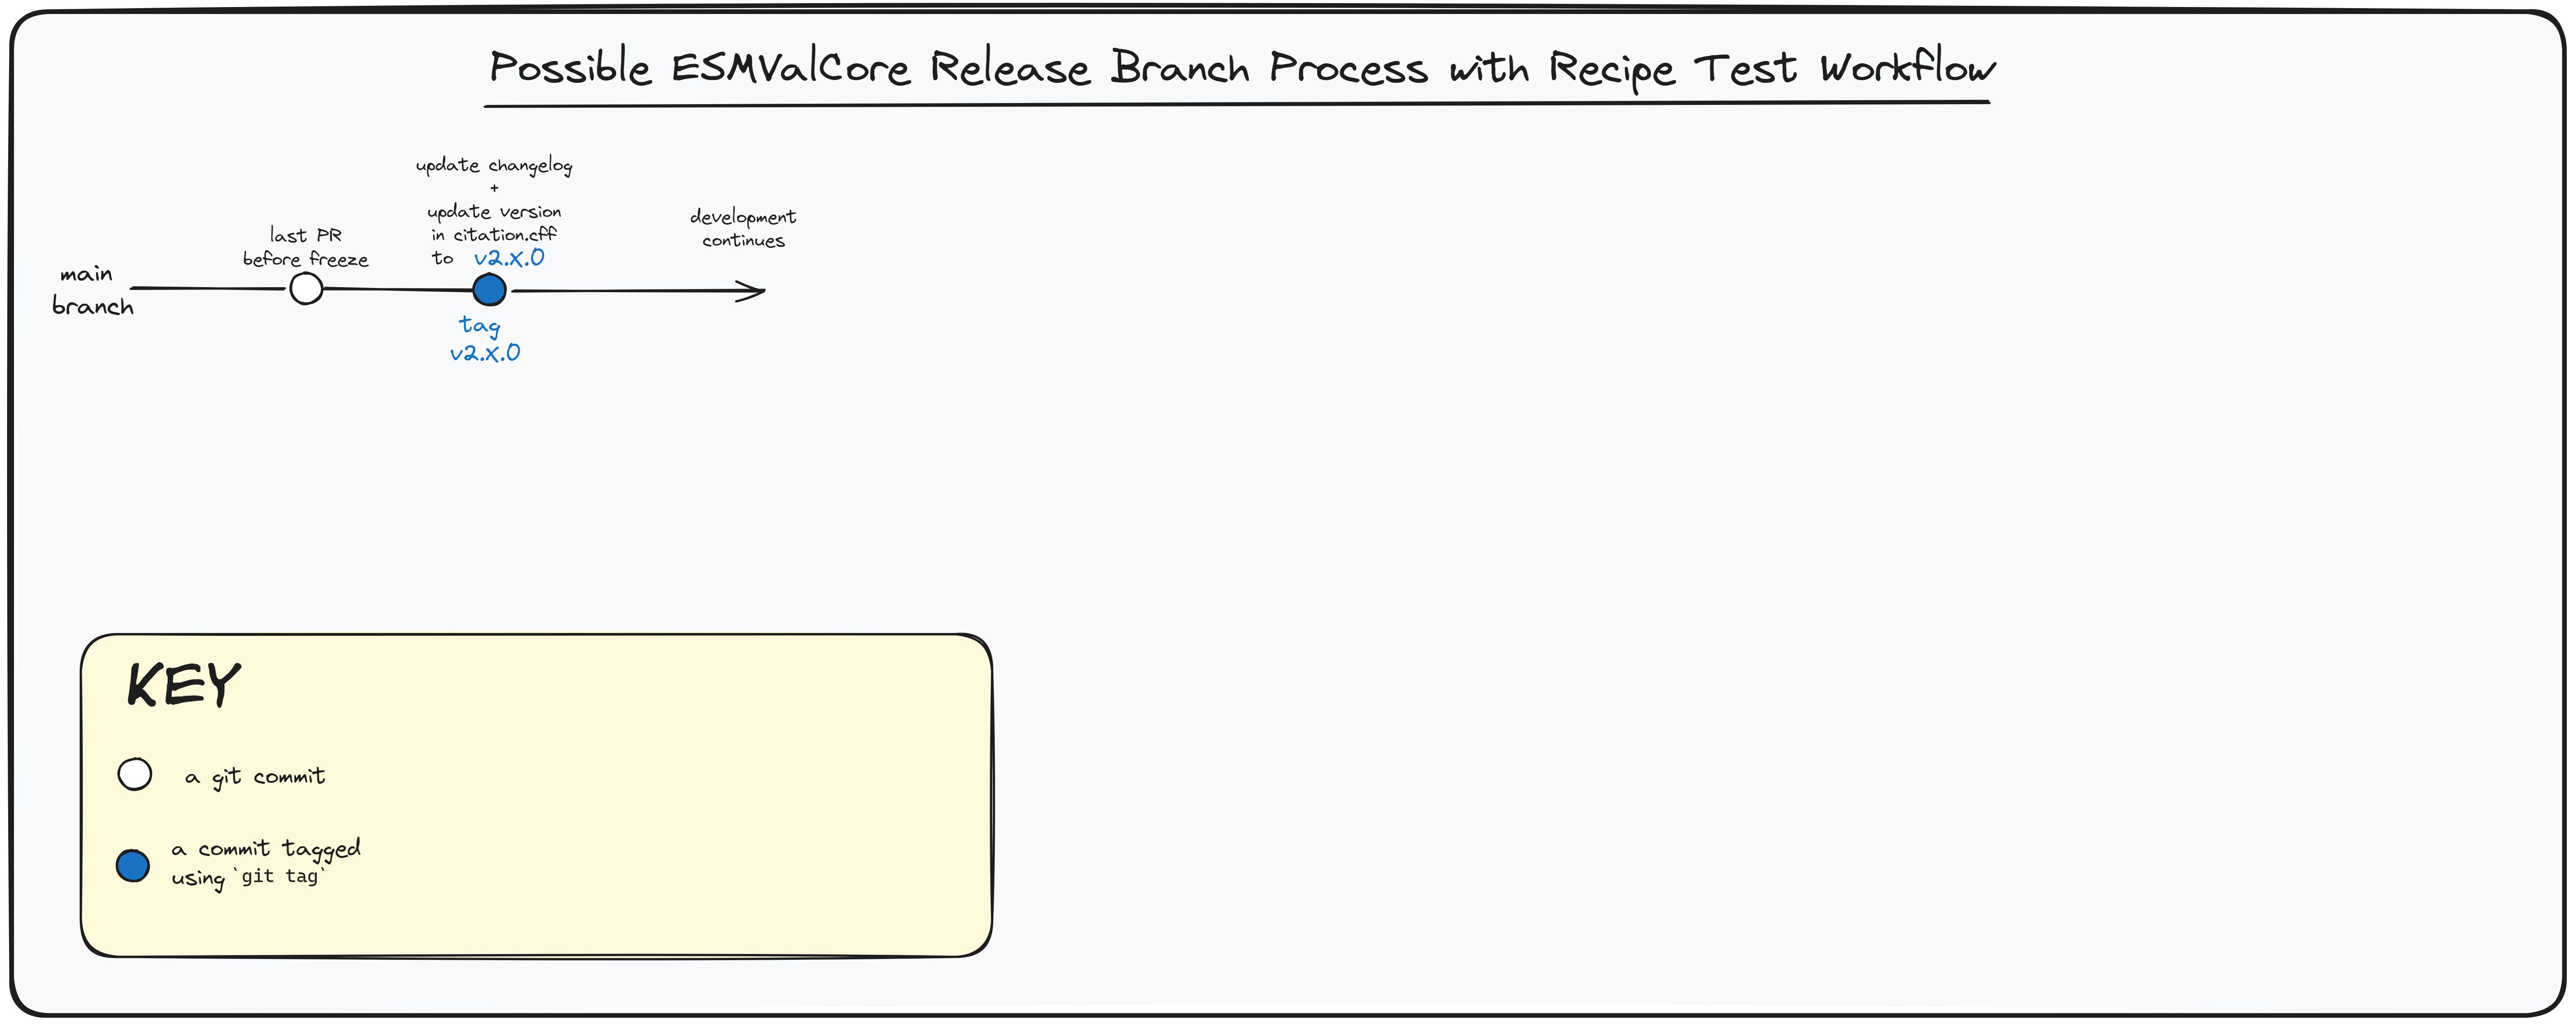 Possible ESMValCore Release Branch Process with Recipe Test Workflow
update changelog
+
update version
in citation.cff
to v2.x.0
last PR
before freeze
development
continues
main
branch
tag
v2.x.0
KEY
a git commit
a commit tagged
using `git tag`